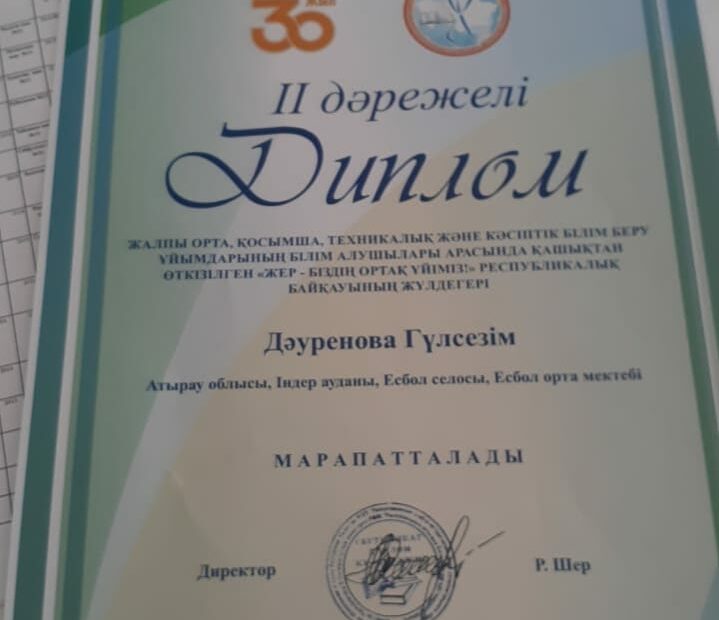 ЖЫЛ
30
II дәрежелі
Диплом
ЖАЛПЫ ОРТА, ҚОСЫМША, ТЕХНИКАЛЫҚ ЖӘНЕ КӘСІПТІК БІЛІМ БЕРУ
ҰЙЫМДАРЫНЫҢ БІЛІМ АЛУШЫЛАРЫ АРАСЫНДА ҚАШЫҚТАН
ӨТКІЗІЛГЕН «ЖЕР - БІЗДІҢ ОРТАҚ ҮЙІМІЗ!» РЕСПУБЛИКАЛЫҚ
БАЙҚАУЫНЫҢ ЖҮЛДЕГЕРІ
Дәуренова Гүлсезім
Атырау облысы, Індер ауданы, Есбол селосы, Есбол орта мектебі
МАРАПАТТАЛАДЫ
Директор
Р. Шер